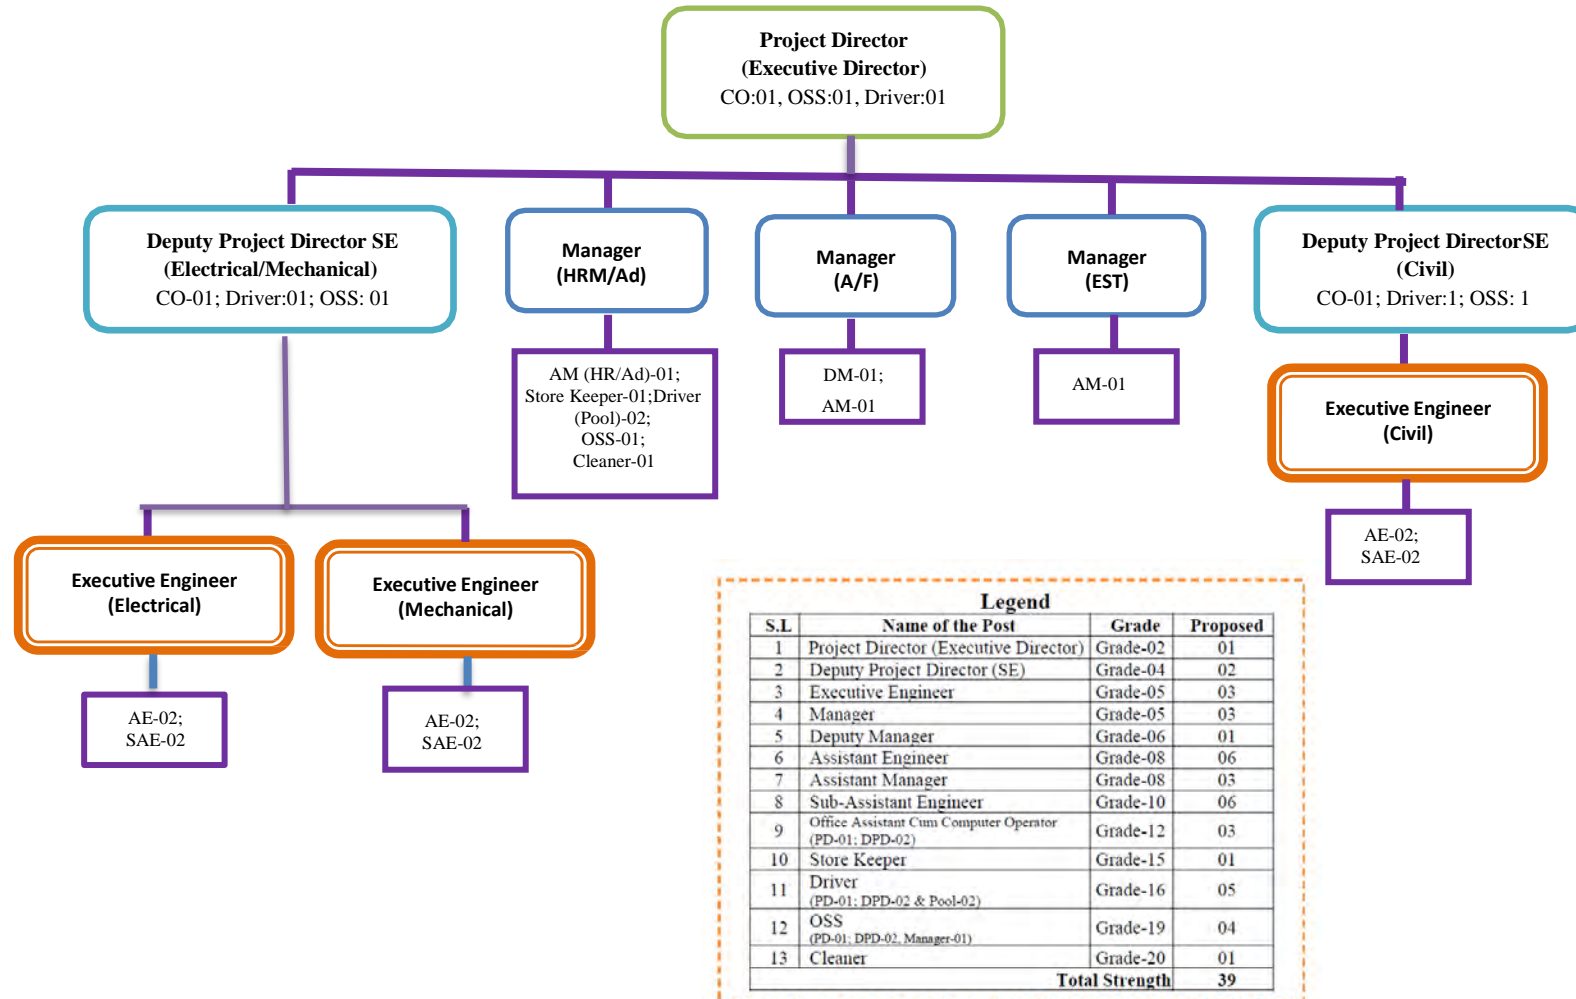 Project Director
(Executive Director)
CO:01, OSS:01, Driver:01
Deputy Project Director SE
(Electrical/Mechanical)
CO-01; Driver:01; OSS: 01
Manager
(HRM/Ad)
Manager
(A/F)
Manager
(EST)
Deputy Project DirectorSE
(Civil)
CO-01; Driver:1; OSS: 1
AM (HR/Ad)-01;
Store Keeper-01;Driver
(Pool)-02;
OSS-01;
Cleaner-01
DM-01;
AM-01
AM-01
Executive Engineer
(Civil)
AE-02;
SAE-02
Executive Engineer
(Electrical)
Executive Engineer
(Mechanical)
AE-02;
SAE-02
AE-02;
SAE-02
Legend
S.L Name of the Post Grade Proposed
1 Project Director (Executive Director) Grade-02 01
2 Deputy Project Director (SE) Grade-04 02
3 Executive Engineer Grade-05 03
4 Manager Grade-05 03
5 Deputy Manager Grade-06 01
6 Assistant Engineer Grade-08 06
7 Assistant Manager Grade-08 03
8 Sub-Assistant Engineer Grade-10 06
9 Office Assistant Cum Computer Operator Grade-12 03
(PD-01; DPD-02)
10 Store Keeper Grade-15 01
11 Driver Grade-16 05
(PD-01; DPD-02 & Pool-02)
12 OSS Grade-19 04
(PD-01; DPD-02, Manager-01)
13 Cleaner Grade-20 01
Total Strength 39